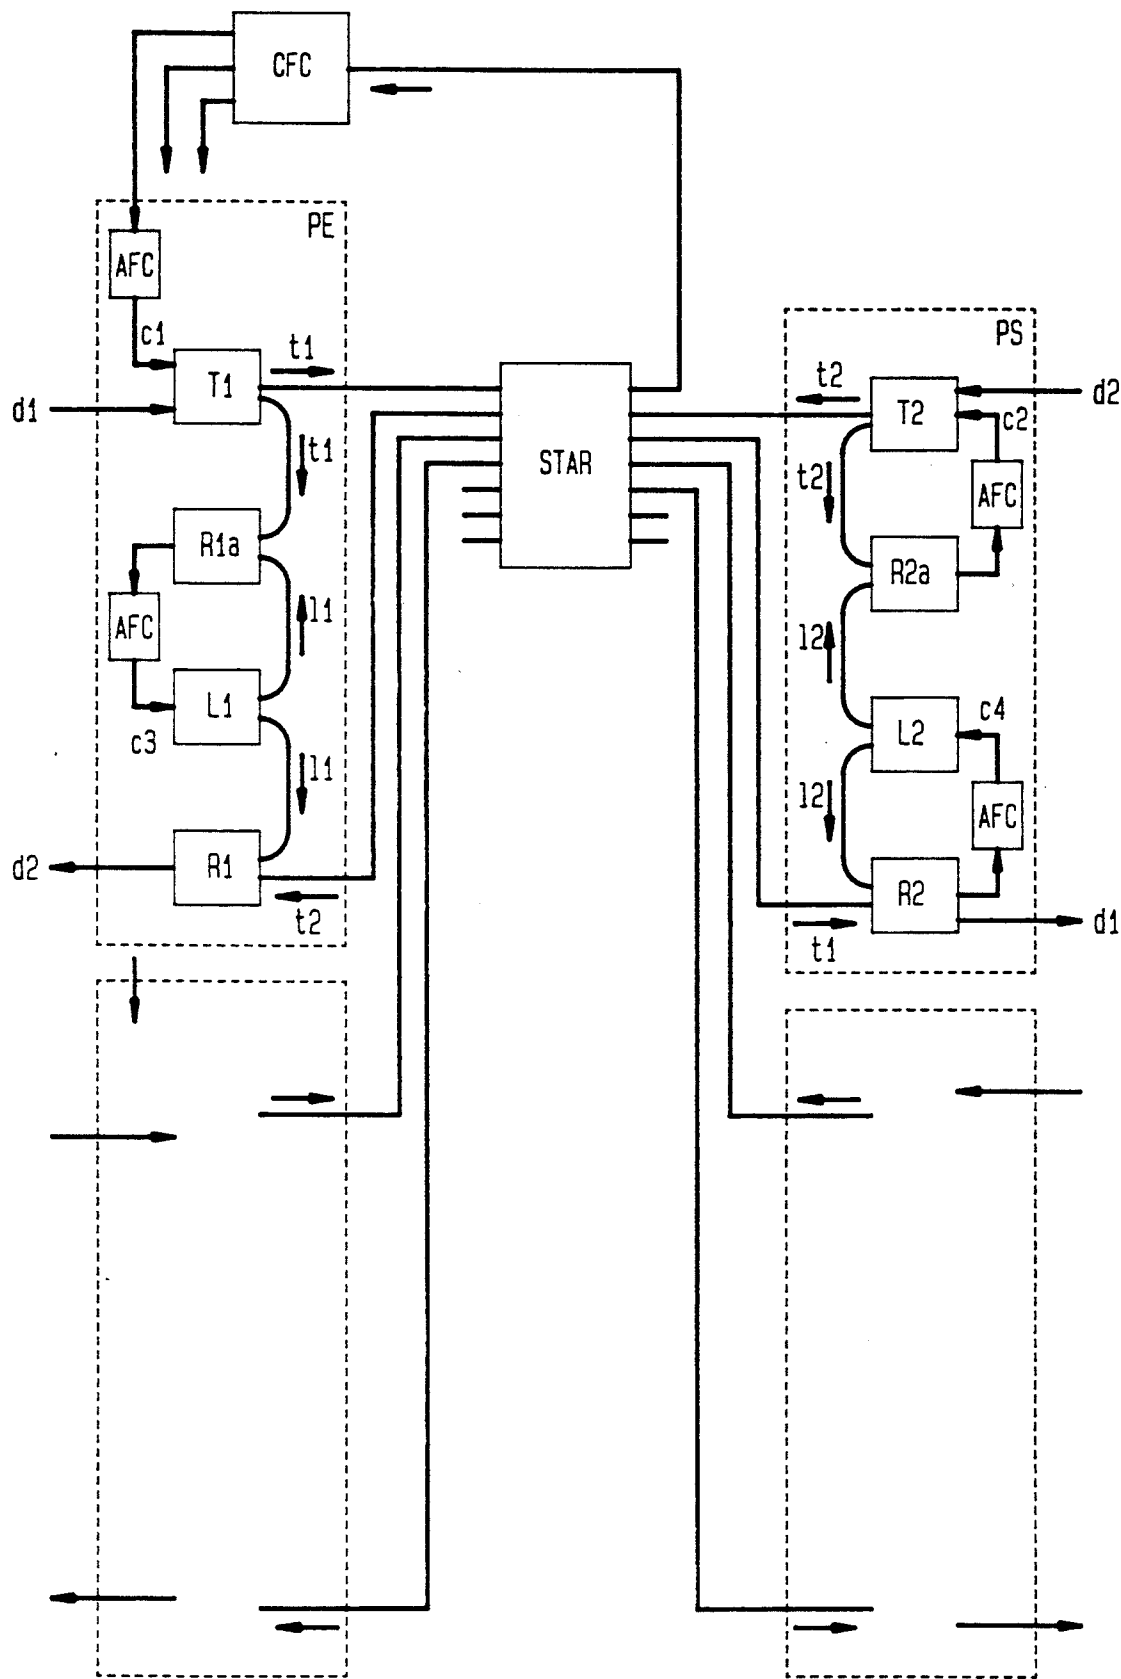 CFC
PE
AFC
c1
T1
t1
d1
t1
R1a
AFC
l1
L1
c3
l1
R1
d2
t2
STAR
PS
t2
T2
d2
c2
t2
AFC
R2a
l2
L2
c4
l2
AFC
R2
t1
d1